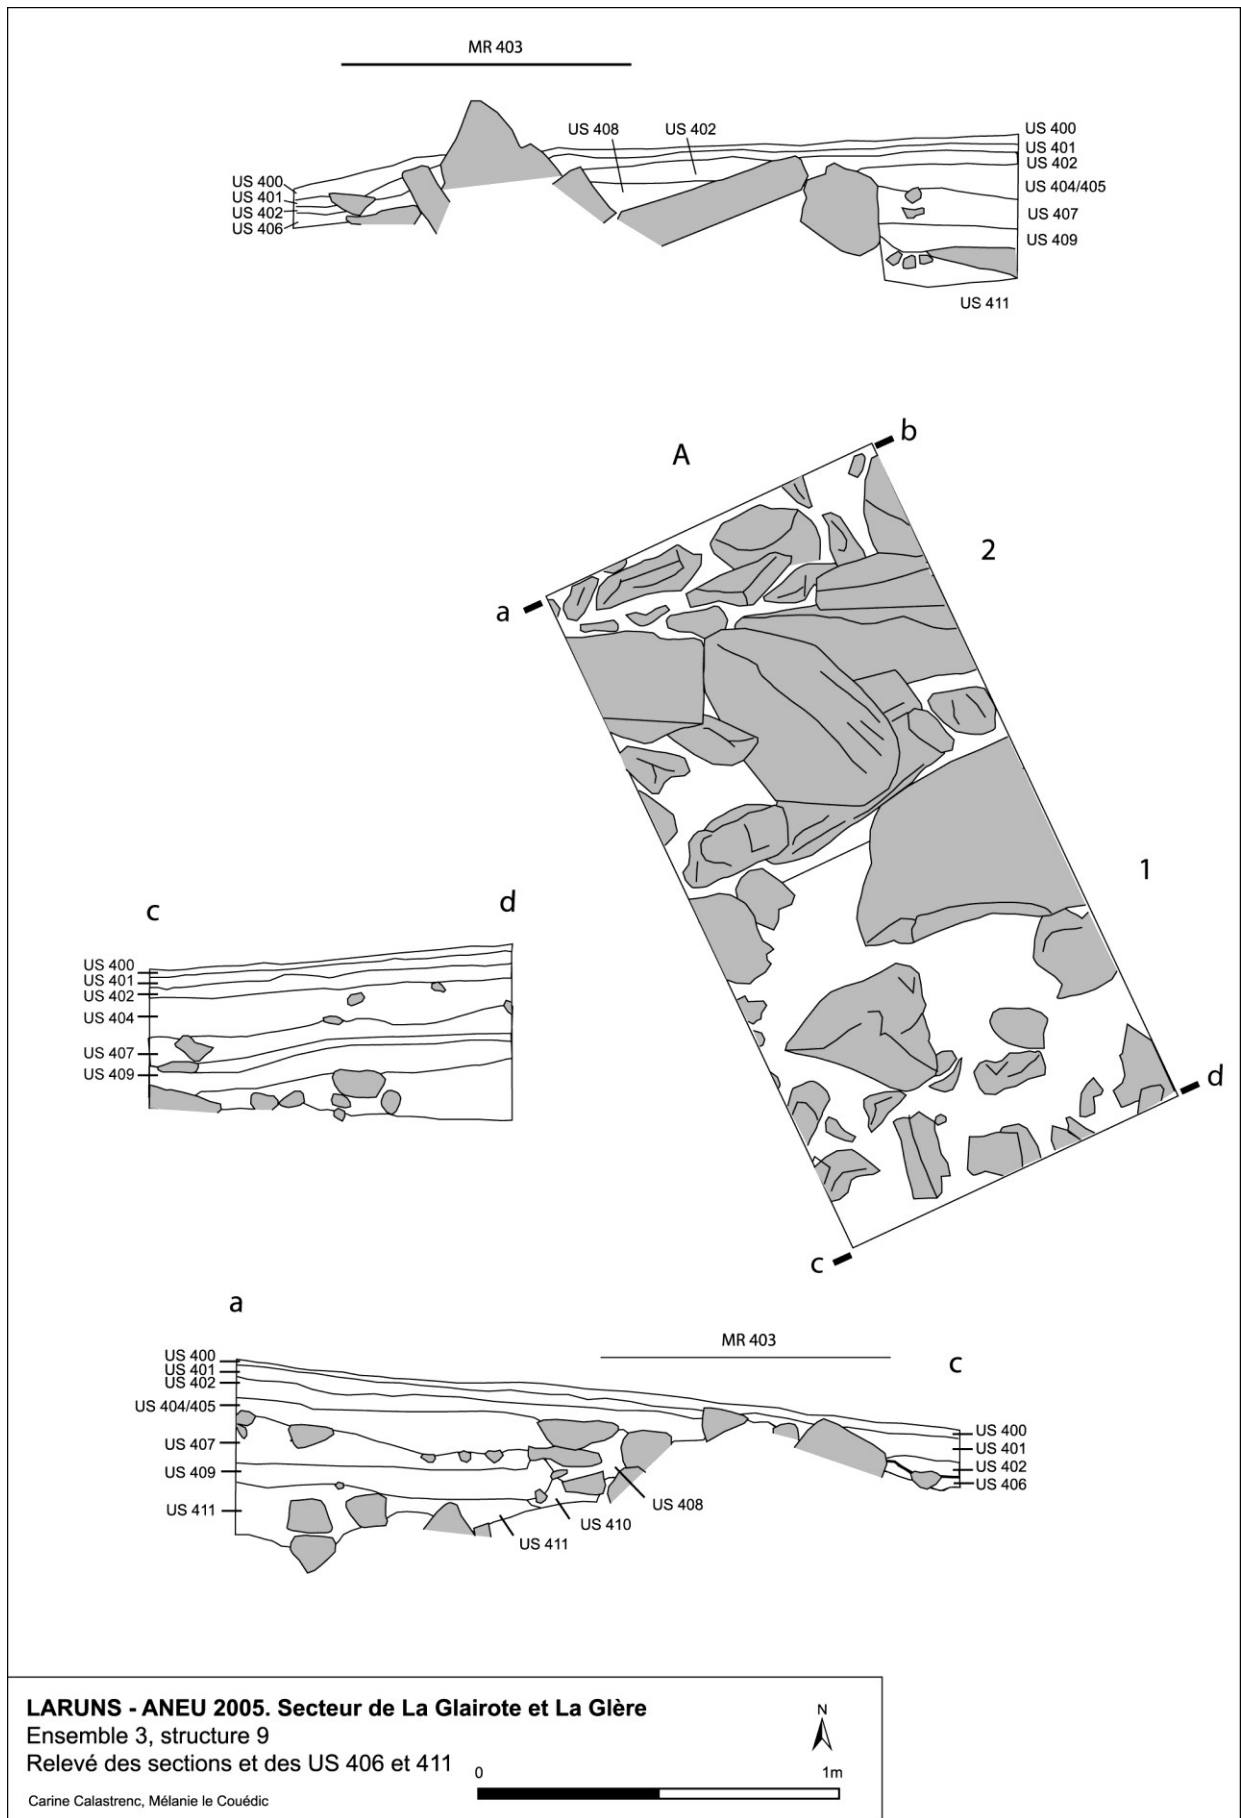 MR 403
US 408 US 402
US 400
US 401
US 402
US 404/405
US 407
US 409
US 411
US 400
US 401
US 402
US 406
A
b
2
a
1
d
c
c
d
US 400
US 401
US 402
US 404
US 407
US 409
a
MR 403
c
US 400
US 401
US 402
US 404/405
US 407
US 409
US 411
US 400
US 401
US 402
US 406
US 408
US 410
US 411
LARUNS - ANEU 2005. Secteur de La Glairote et La Glère
Ensemble 3, structure 9
Relevé des sections et des US 406 et 411
Carine Calastrenc, Mélanie le Couédic
N
0 1m